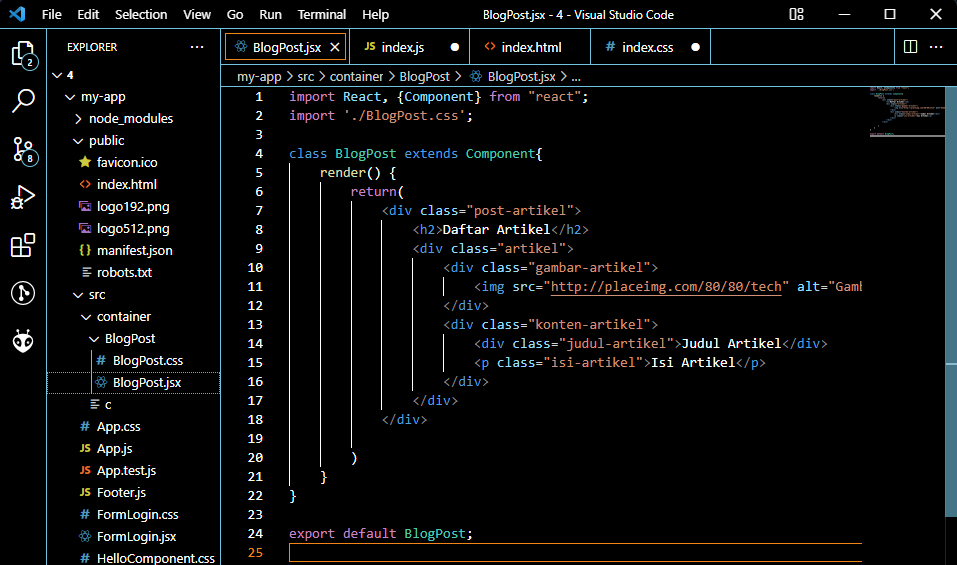 File Edit Selection View Go Run Terminal Help BlogPost.jsx - 4 - Visual Studio Code
EXPLORER
BlogPost.jsx JS index.js <> index.html # index.css
my-app > src > container > BlogPost > BlogPost.jsx > ...
2
8
4
my-app
node_modules
public
favicon.ico
<> index.html
logo192.png
logo512.png
{} manifest.json
robots.txt
src
container
BlogPost
# BlogPost.css
BlogPost.jsx
c
# App.css
JS App.js
JS App.test.js
JS Footer.js
# FormLogin.css
FormLogin.jsx
# HelloComponent.css
1 import React, {Component} from "react";
2 import './BlogPost.css';
3
4 class BlogPost extends Component{
5 render() {
6 return(
7 <div class="post-artikel">
8 <h2>Daftar Artikel</h2>
9 <div class="artikel">
10 <div class="gambar-artikel">
11 <img src="http://placeimg.com/80/80/tech" alt="Gamb
12 </div>
13 <div class="konten-artikel">
14 <div class="judul-artikel">Judul Artikel</div>
15 <p class="isi-artikel">Isi Artikel</p>
16 </div>
17 </div>
18 </div>
19
20 )
21 }
22 }
23
24 export default BlogPost;
25